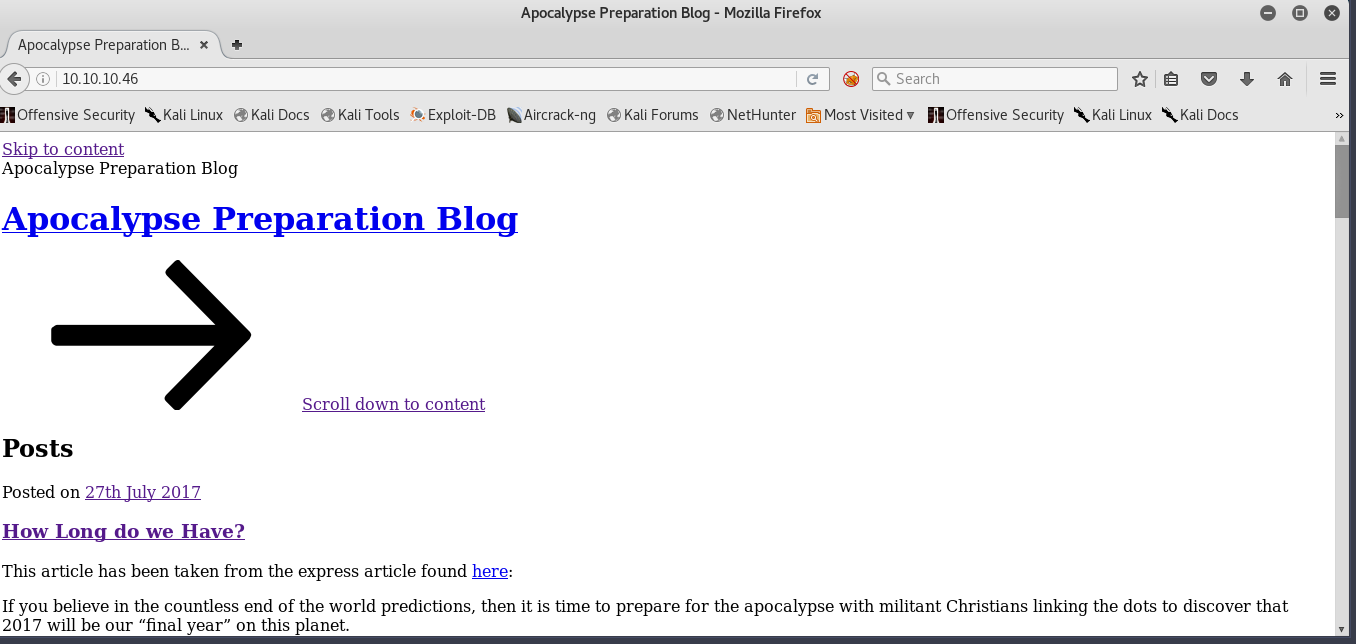 Apocalypse Preparation Blog - Mozilla Firefox
Apocalypse Preparation B...
10.10.10.46
Search
Offensive Security Kali Linux Kali Docs Kali Tools Exploit-DB Aircrack-ng Kali Forums NetHunter Most Visited Offensive Security Kali Linux Kali Docs
Skip to content
Apocalypse Preparation Blog
Apocalypse Preparation Blog
Scroll down to content
Posts
Posted on 27th July 2017
How Long do we Have?
This article has been taken from the express article found here:
If you believe in the countless end of the world predictions, then it is time to prepare for the apocalypse with militant Christians linking the dots to discover that
2017 will be our “final year” on this planet.